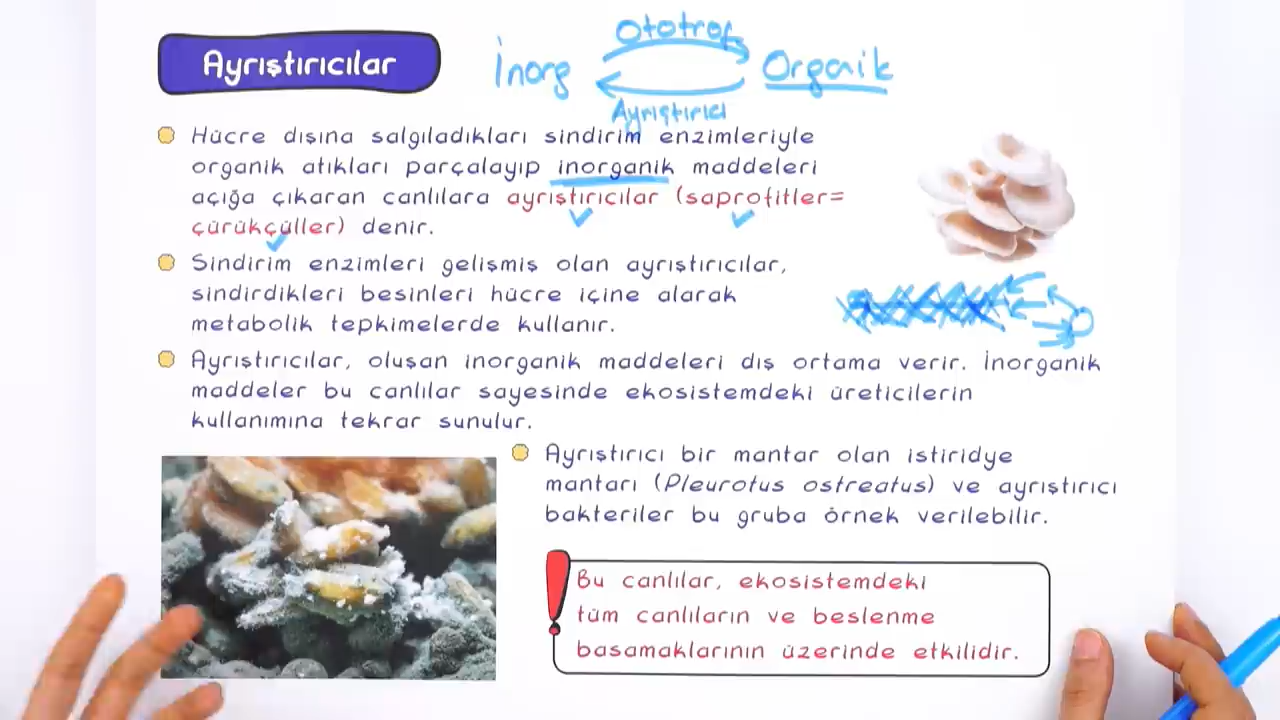 Ayrıştırıcılar
Ototrof
İnorg
Orgaik
Ayrıştırıcı
Hücre dışına salgıladıkları sindirim enzimleriyle
organik atıkları parçalayıp inorganik maddeleri
açığa çıkaran canlılara ayrıştırıcılar (saprofitler=
çürükçüller) denir.
Sindirim enzimleri gelişmiş olan ayrıştırıcılar,
sindirdikleri besinleri hücre içine alarak
metabolik tepkimelerde kullanır.
Ayrıştırıcılar, oluşan inorganik maddeleri dış ortama verir. İnorganik
maddeler bu canlılar sayesinde ekosistemdeki üreticilerin
kullanımına tekrar sunulur.
Ayrıştırıcı bir mantar olan istiridye
mantarı (Pleurotus ostreatus) ve ayrıştırıcı
bakteriler bu gruba örnek verilebilir.
Bu canlılar, ekosistemdeki
tüm canlıların ve beslenme
basamaklarının üzerinde etkilidir.